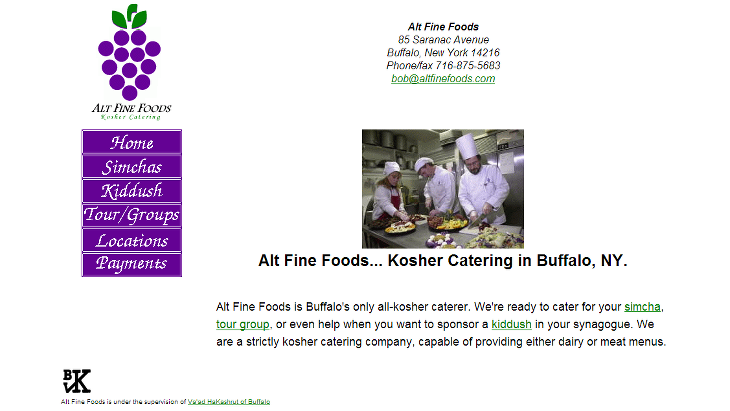 Alt Fine Foods
Kosher Catering
Alt Fine Foods
85 Saranac Avenue
Buffalo, New York 14216
Phone/fax 716-875-5683
bob@altfinefoods.com
Home
Simchas
Kiddush
Tour/Groups
Locations
Payments
Alt Fine Foods... Kosher Catering in Buffalo, NY.
Alt Fine Foods is Buffalo's only all-kosher caterer. We're ready to cater for your simcha,
tour group, or even help when you want to sponsor a kiddush in your synagogue. We
are a strictly kosher catering company, capable of providing either dairy or meat menus.
BVK
Alt Fine Foods is under the supervision of Va'ad HaKashrut of Buffalo